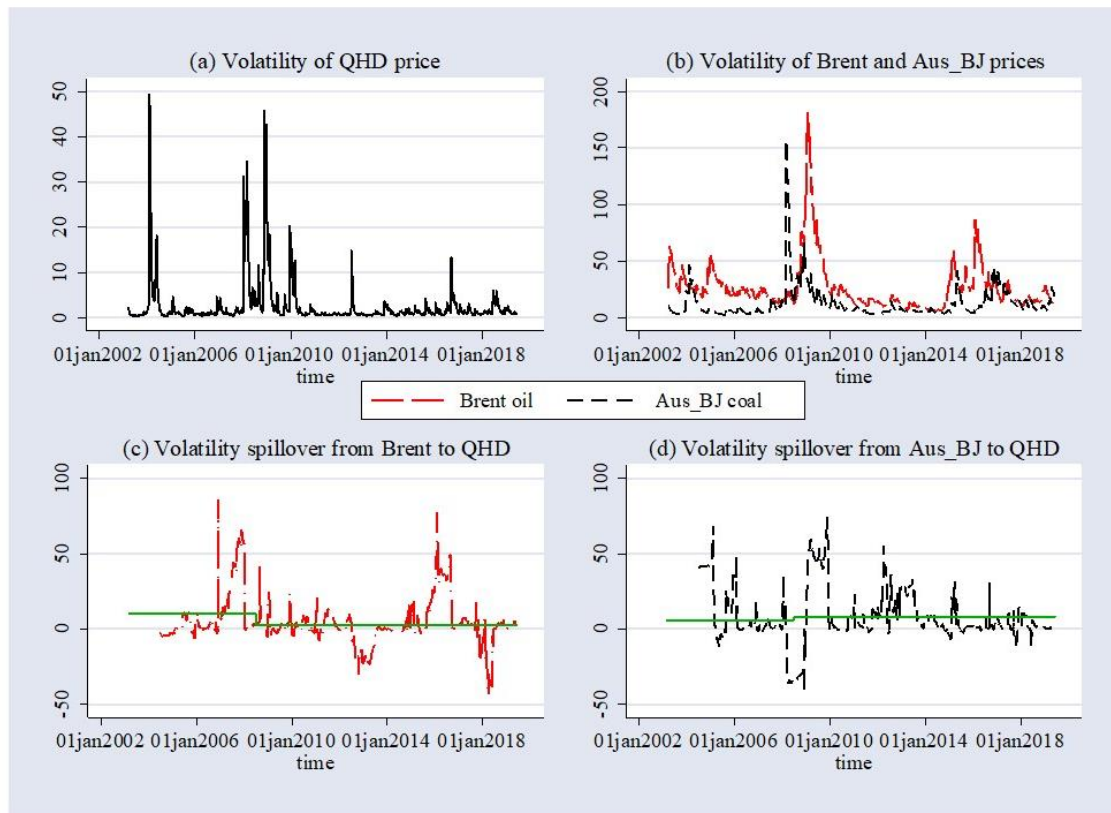 (a) Volatility of QHD price
50
40
30
20
10
0
01jan2002 01jan2006 01jan2010 01jan2014 01jan2018
time
(b) Volatility of Brent and Aus_BJ prices
200
150
100
50
0
01jan2002 01jan2006 01jan2010 01jan2014 01jan2018
time
Brent oil Aus_BJ coal
(c) Volatility spillover from Brent to QHD
100
50
0
-50
01jan2002 01jan2006 01jan2010 01jan2014 01jan2018
time
(d) Volatility spillover from Aus_BJ to QHD
100
50
0
-50
01jan2002 01jan2006 01jan2010 01jan2014 01jan2018
time